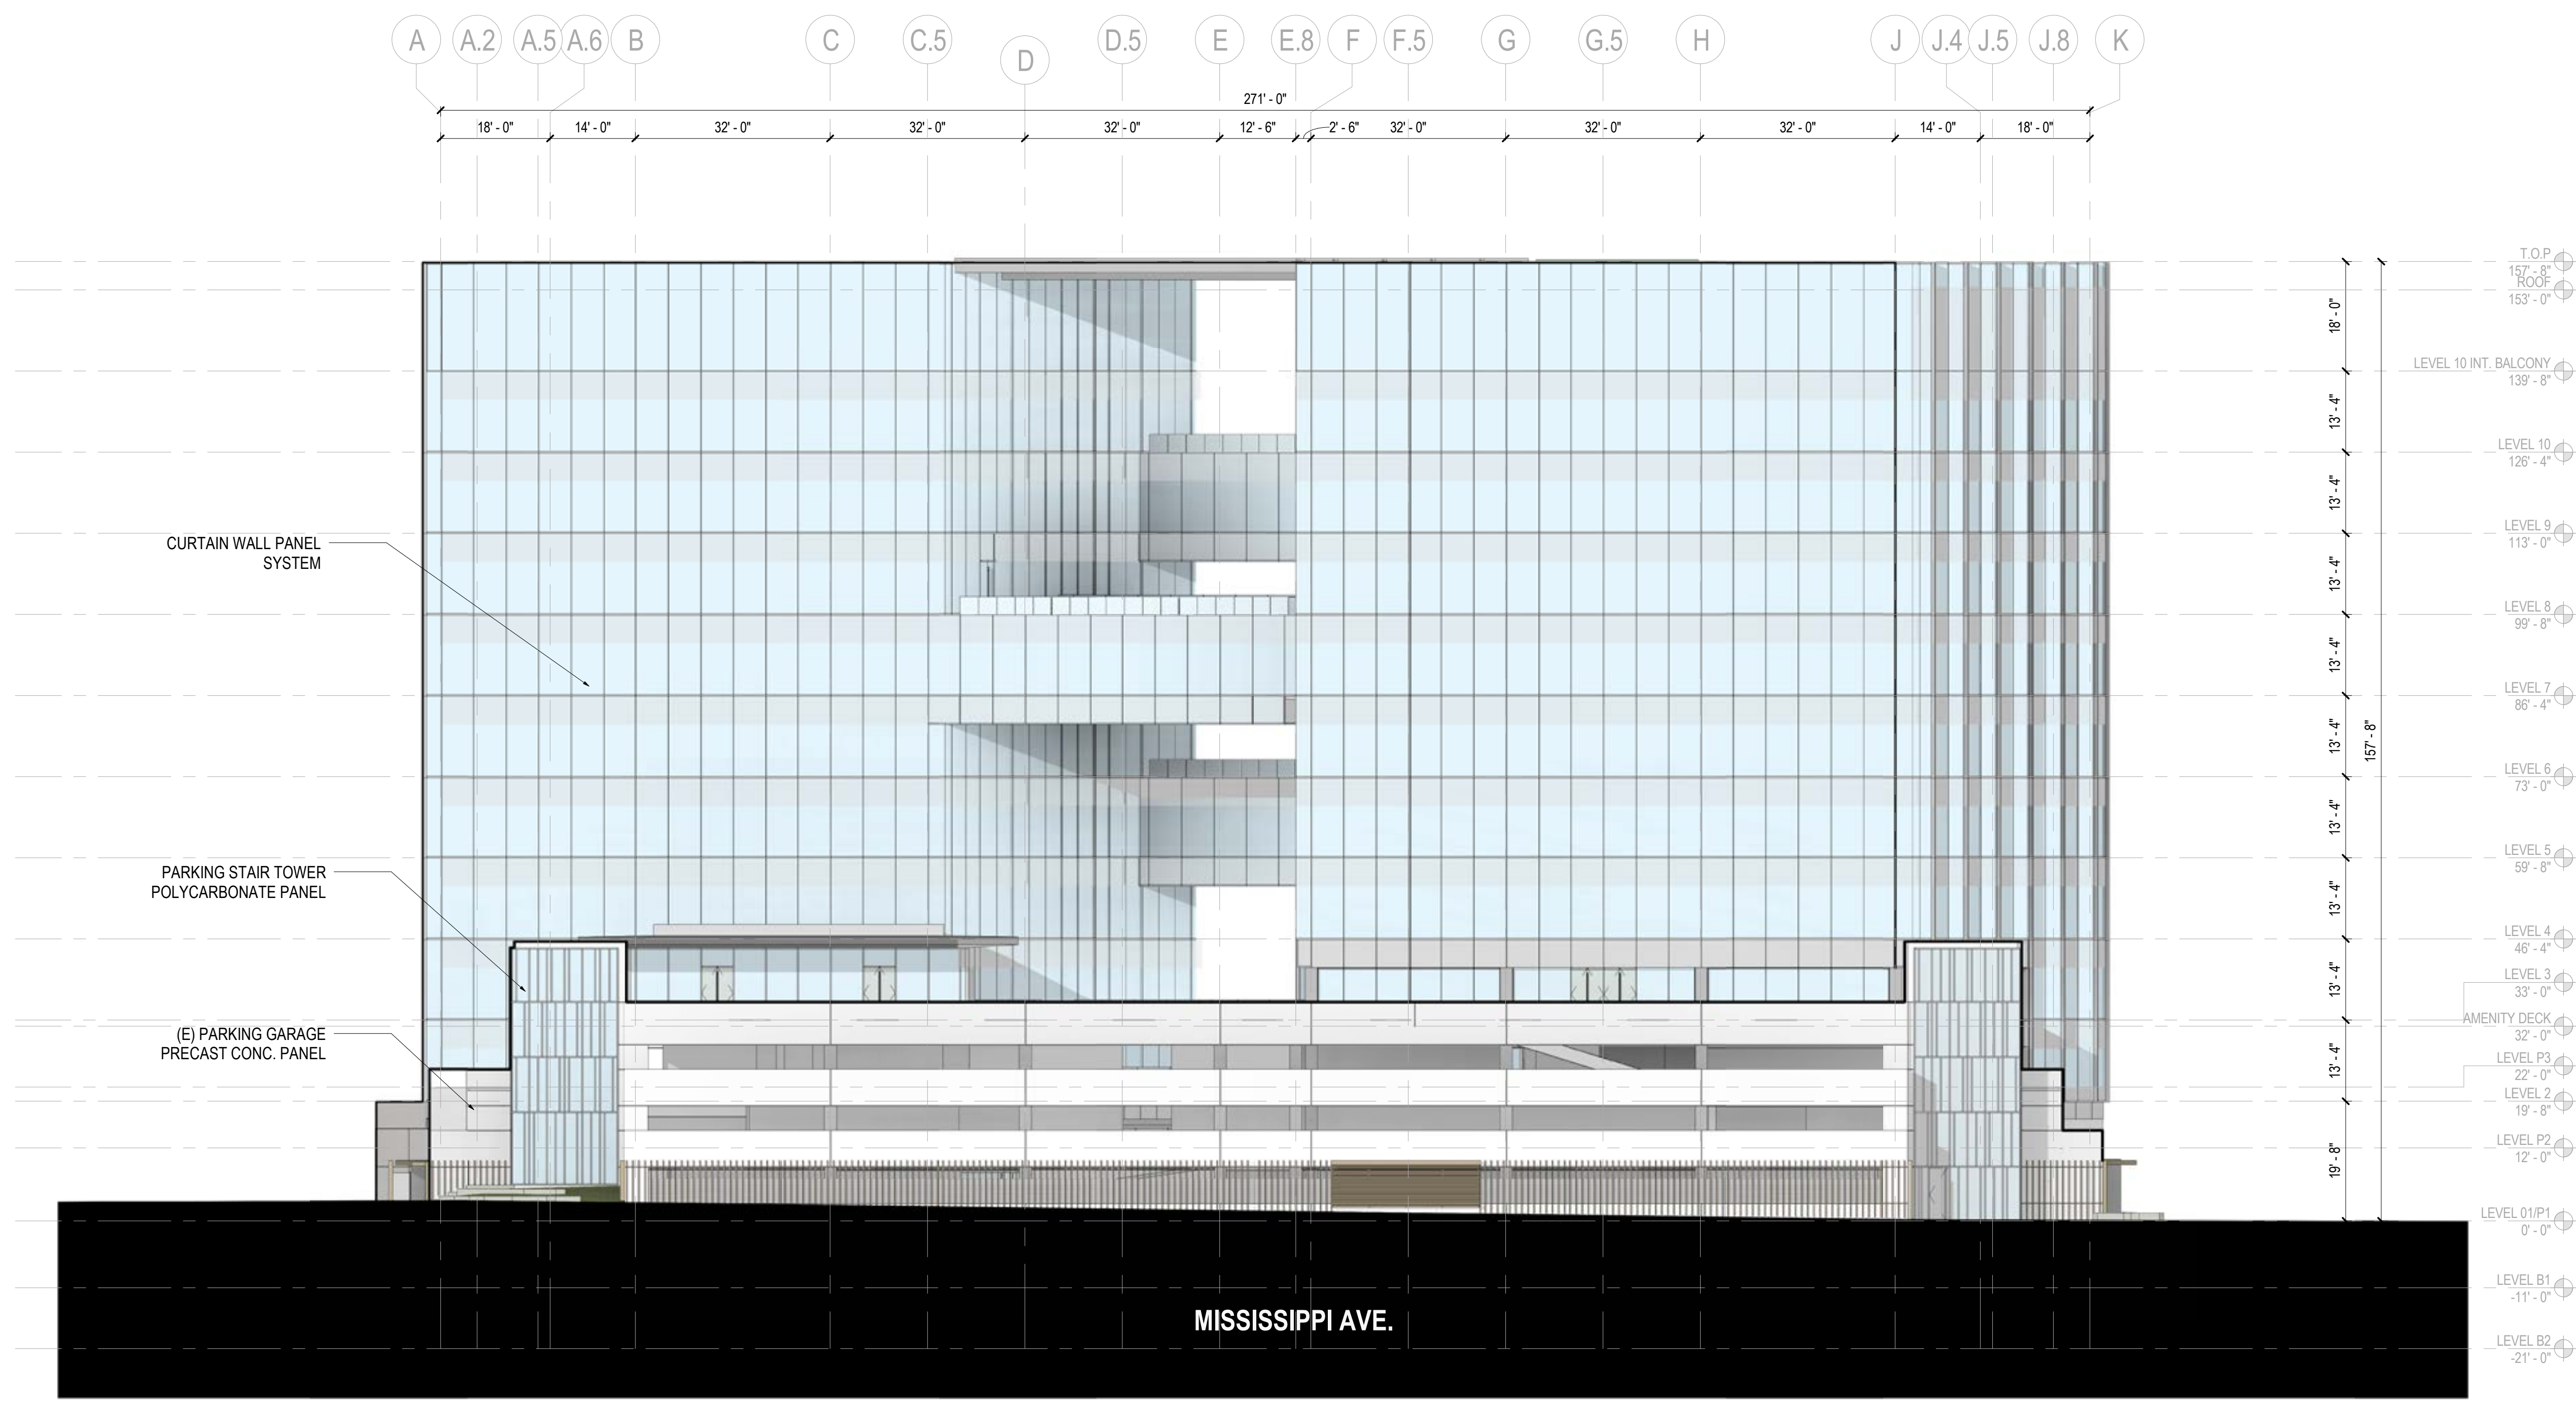 A A.2 A.5 A.6 B C C.5 D D.5 E E.8 F F.5 G G.5 H J J.4 J.5 J.8 K
271' - 0"
18' - 0" 14' - 0" 32' - 0" 32' - 0" 32' - 0" 12' - 6" 2' - 6" 32' - 0" 32' - 0" 32' - 0" 14' - 0" 18' - 0"
T.O.P
157' - 8"
ROOF
153' - 0"
18' - 0"
LEVEL 10 INT. BALCONY
139' - 8"
13' - 4"
LEVEL 10
126' - 4"
13' - 4"
LEVEL 9
113' - 0"
CURTAIN WALL PANEL
SYSTEM
13' - 4"
LEVEL 8
99' - 8"
13' - 4"
LEVEL 7
86' - 4"
13' - 4"
157' - 8"
LEVEL 6
73' - 0"
13' - 4"
LEVEL 5
59' - 8"
PARKING STAIR TOWER
POLYCARBONATE PANEL
13' - 4"
LEVEL 4
46' - 4"
13' - 4"
LEVEL 3
33' - 0"
AMENITY DECK
32' - 0"
(E) PARKING GARAGE
PRECAST CONC. PANEL
13' - 4"
LEVEL P3
22' - 0"
LEVEL 2
19' - 8"
LEVEL P2
12' - 0"
19' - 8"
LEVEL 01/P1
0' - 0"
LEVEL B1
-11' - 0"
MISSISSIPPI AVE.
LEVEL B2
-21' - 0"